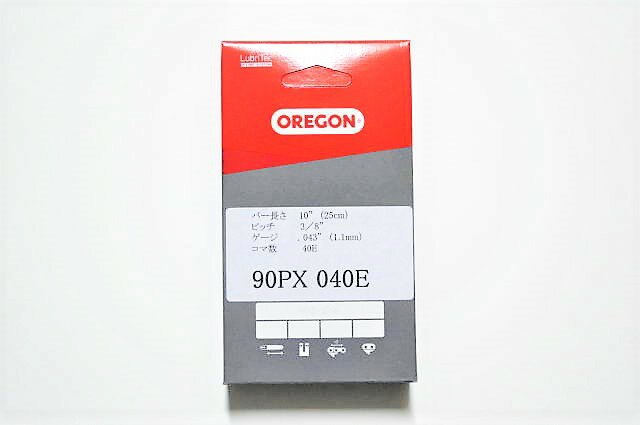 LubriTec
OREGON
バー長さ 10" (25cm)
ピッチ 3／8"
ゲージ .043" (1.1mm)
コマ数 40E
90PX 040E